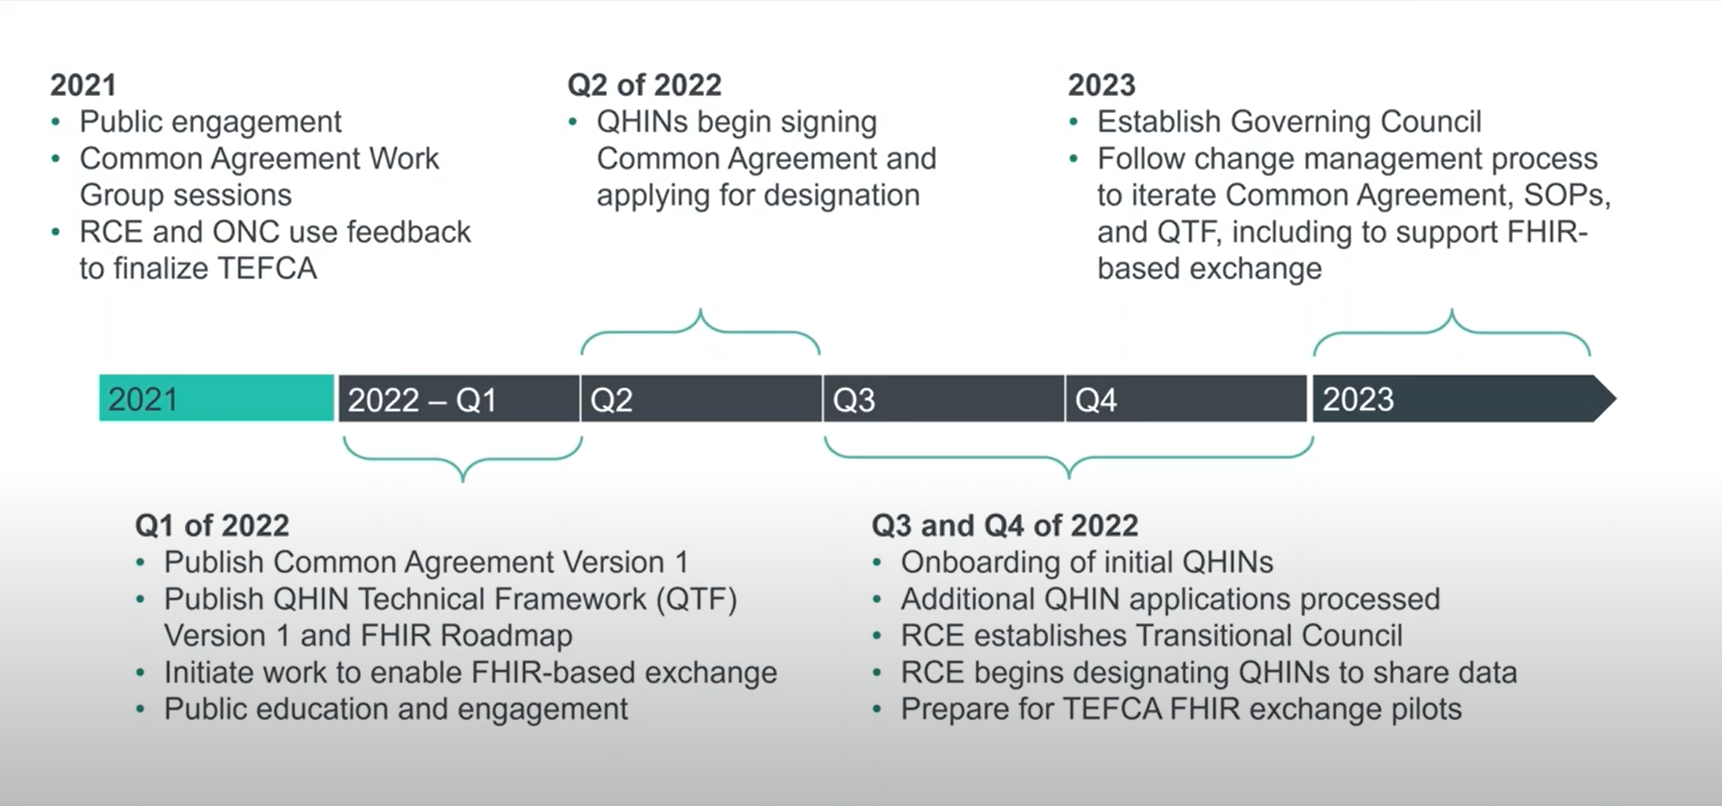 2021
• Public engagement
• Common Agreement Work
Group sessions
• RCE and ONC use feedback
to finalize TEFCA
Q2 of 2022
• QHINs begin signing
Common Agreement and
applying for designation
2023
• Establish Governing Council
• Follow change management process
to iterate Common Agreement, SOPs,
and QTF, including to support FHIR-
based exchange
2021
2022 – Q1
Q2
Q3
Q4
2023
Q1 of 2022
• Publish Common Agreement Version 1
• Publish QHIN Technical Framework (QTF)
Version 1 and FHIR Roadmap
• Initiate work to enable FHIR-based exchange
• Public education and engagement
Q3 and Q4 of 2022
• Onboarding of initial QHINs
• Additional QHIN applications processed
• RCE establishes Transitional Council
• RCE begins designating QHINs to share data
• Prepare for TEFCA FHIR exchange pilots